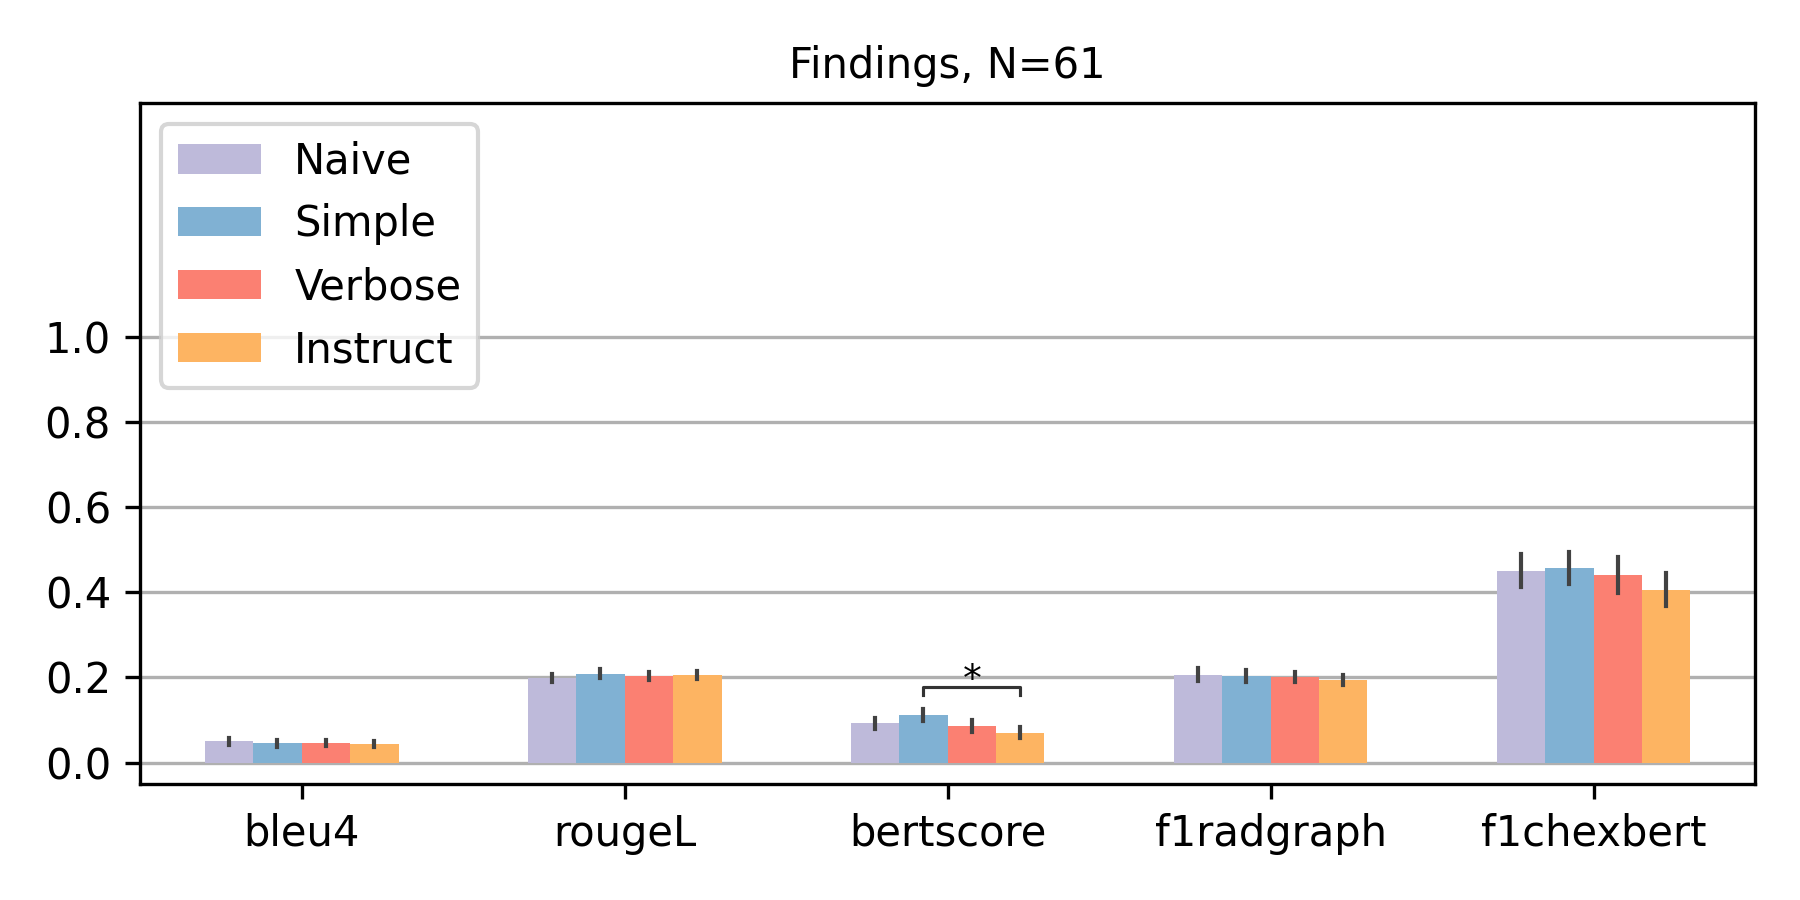 Findings, N=61
Naive
Simple
Verbose
Instruct
1.0
0.8
0.6
0.4
0.2
0.0
*
bleu4
rougeL
bertscore
f1radgraph
f1chexbert